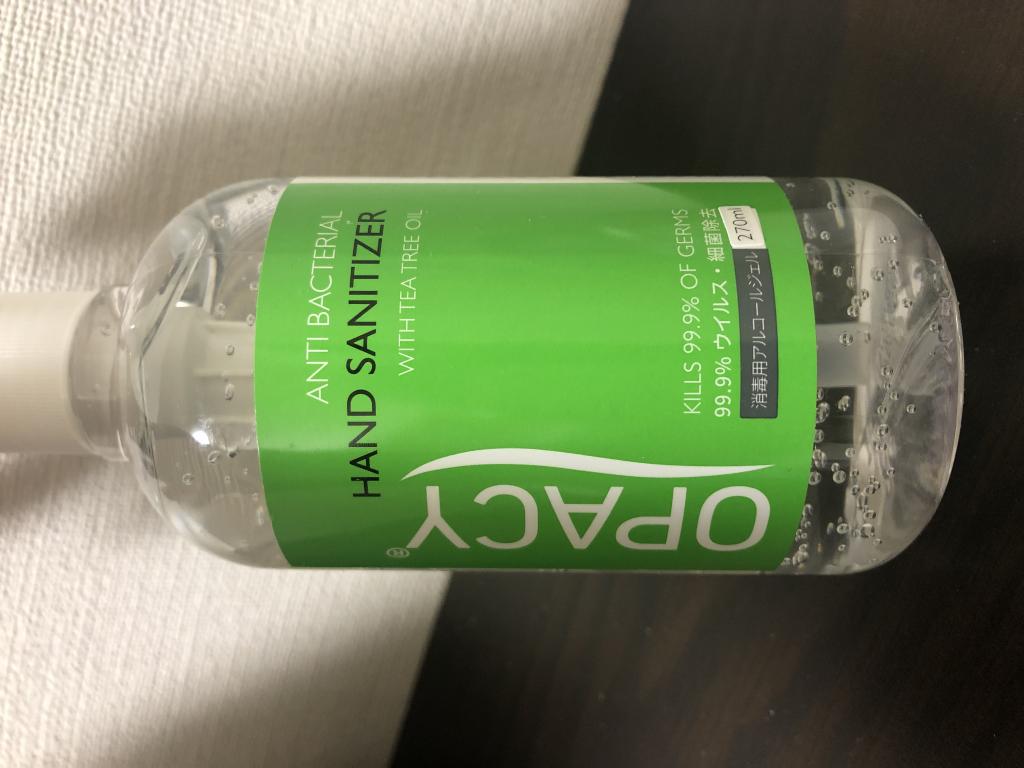 ANTI BACTERIAL
HAND SANITIZER
WITH TEA TREE OIL
OPACY®
KILLS 99.9% OF GERMS
99.9% ウイルス・細菌除去
消毒用アルコールジェル 270ml